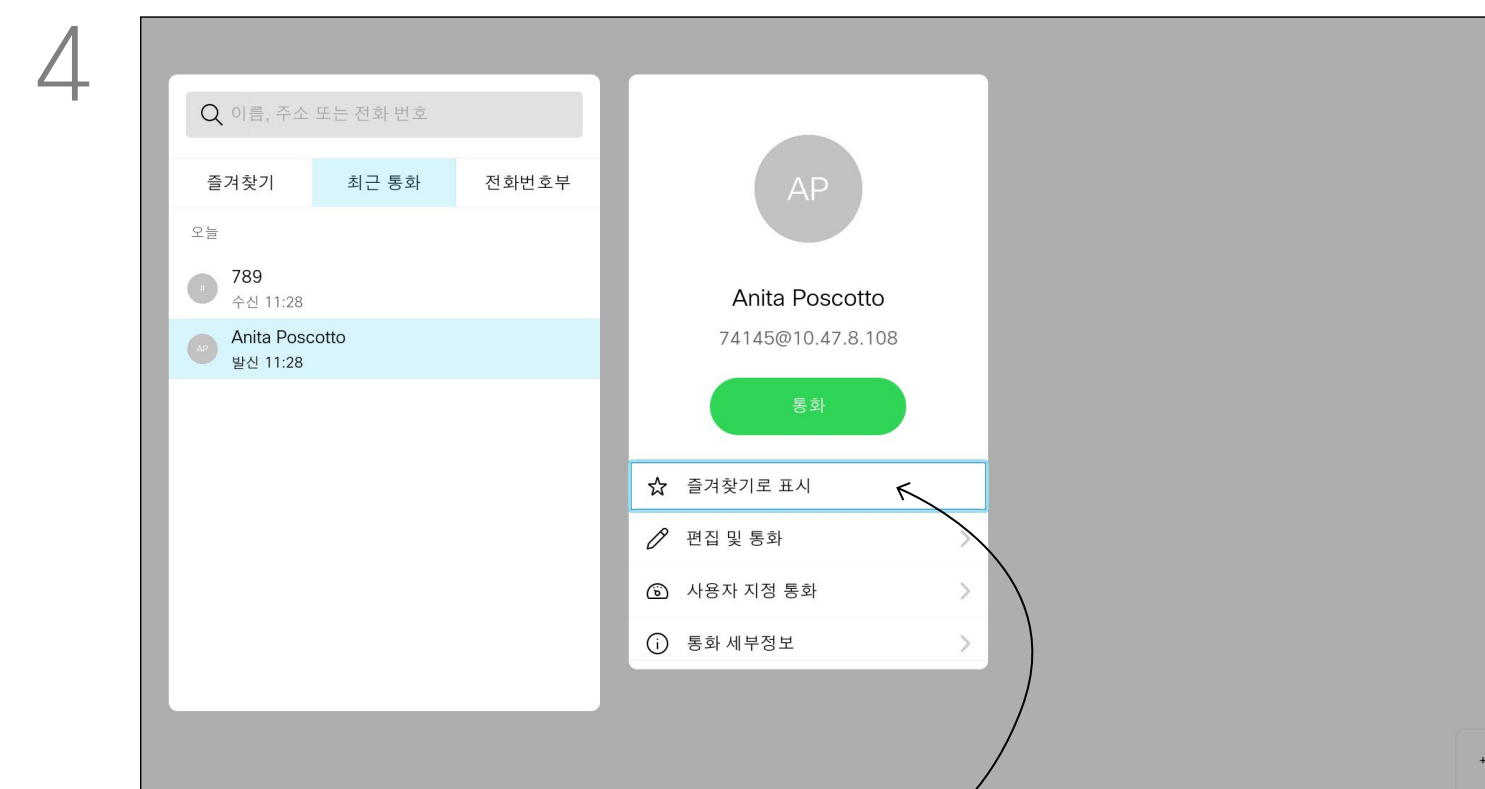 4
이름, 주소 또는 전화 번호
즐겨찾기 최근 통화 전화번호부
오늘
#
789
수신 11:28
AP
Anita Poscotto
발신 11:28
AP
Anita Poscotto
74145@10.47.8.108
통화
즐겨찾기로 표시
편집 및 통화
사용자 지정 통화
통화 세부정보
+